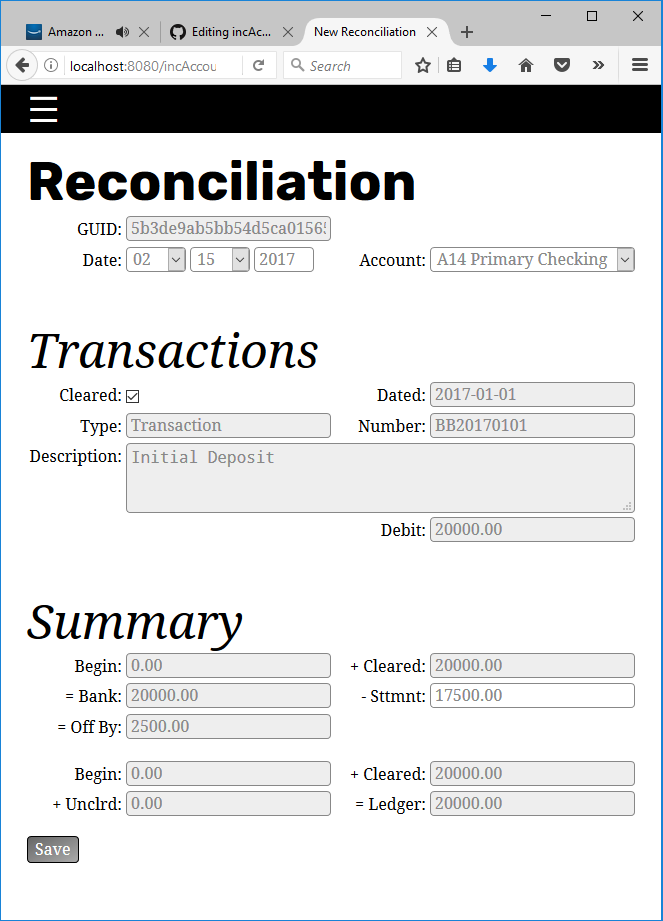 Amazon ... Editing incAc... New Reconciliation
localhost:8080/incAccou Search
Reconciliation
GUID: 5b3de9ab5bb54d5ca01565
Date: 02 15 2017 Account: A14 Primary Checking
Transactions
Cleared: Dated: 2017-01-01
Type: Transaction Number: BB20170101
Description: Initial Deposit
Debit: 20000.00
Summary
Begin: 0.00 + Cleared: 20000.00
= Bank: 20000.00 - Sttmnt: 17500.00
= Off By: 2500.00
Begin: 0.00 + Cleared: 20000.00
+ Unclrd: 0.00 = Ledger: 20000.00
Save